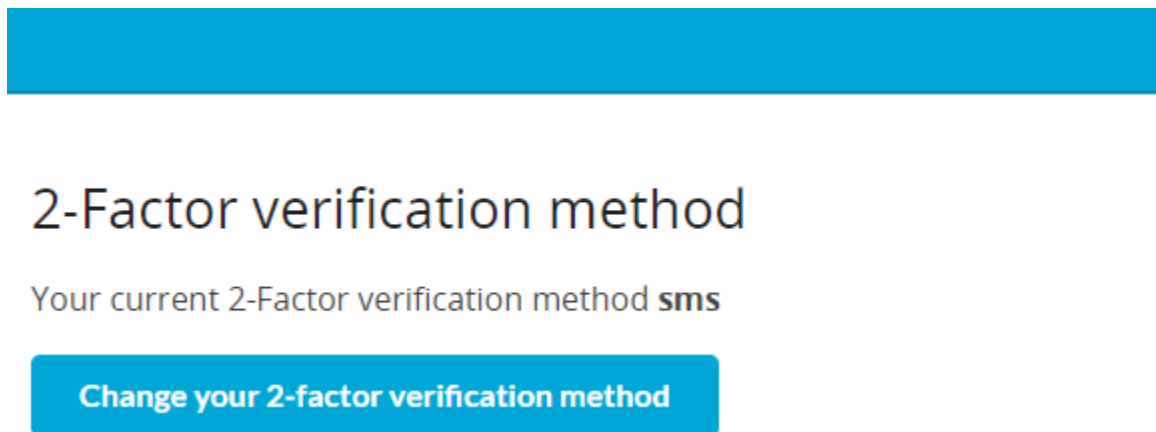 2-Factor verification method
Your current 2-Factor verification method sms
Change your 2-factor verification method